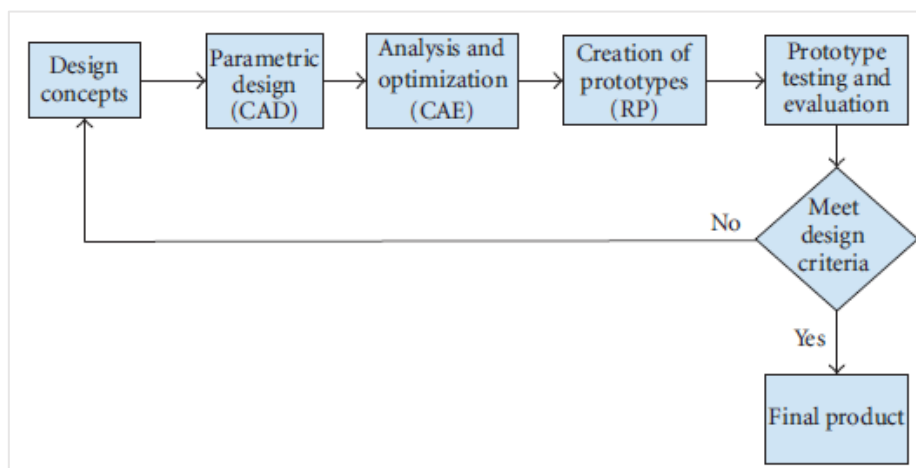 Design
concepts
Parametric
design
(CAD)
Analysis and
optimization
(CAE)
Creation of
prototypes
(RP)
Prototype
testing and
evaluation
Meet
design
criteria
No
Yes
Final product